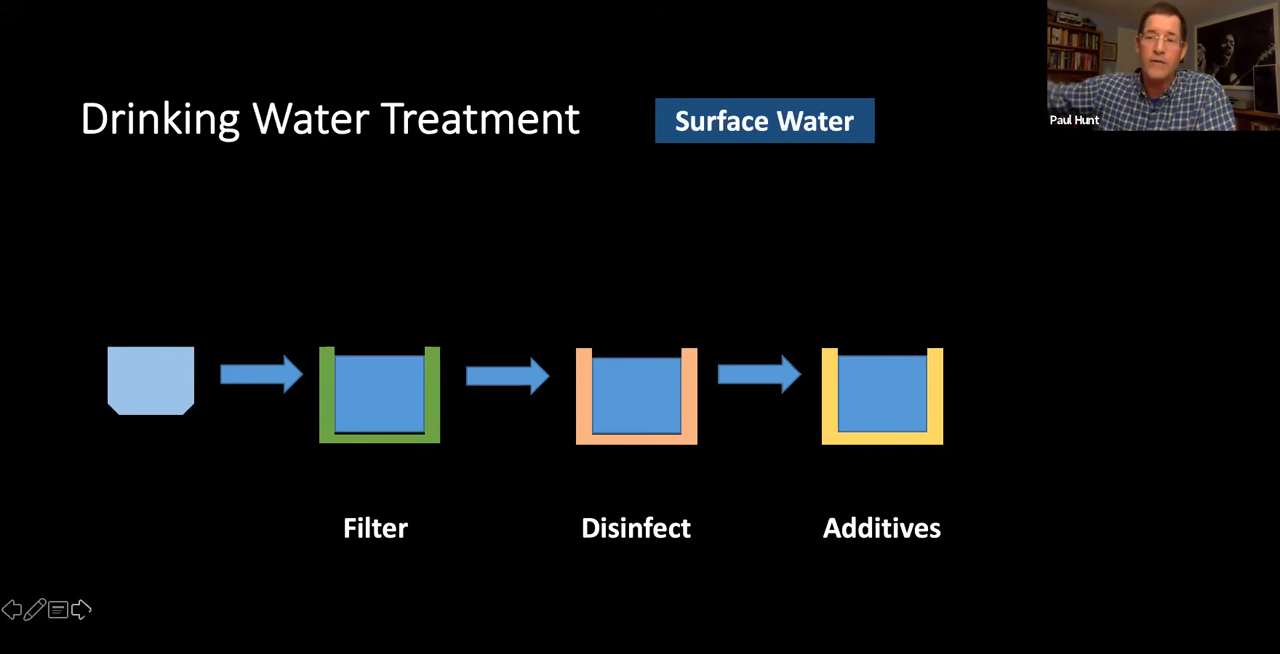 Drinking Water Treatment
Surface Water
Paul Hunt
Filter
Disinfect
Additives